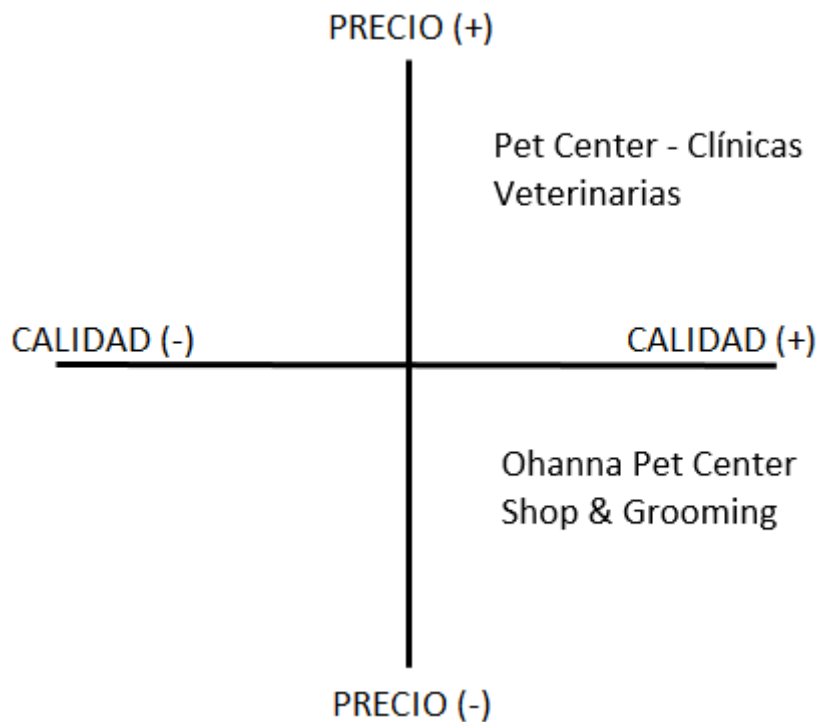 PRECIO (+)
Pet Center - Clínicas
Veterinarias
CALIDAD (-)
CALIDAD (+)
Ohanna Pet Center
Shop & Grooming
PRECIO (-)